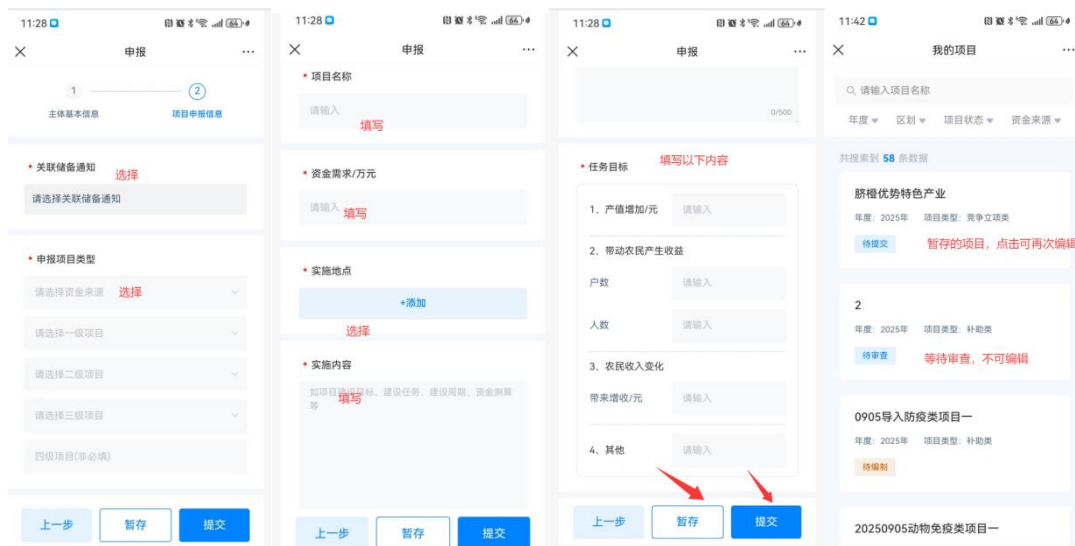 11:28
64
申报
1
2
主体基本信息
项目申报信息
* 关联储备通知
选择
请选择关联储备通知
* 申报项目类型
请选择资金来源
选择
请选择一级项目
请选择二级项目
请选择三级项目
四级项目(非必填)
上一步
暂存
提交
11:28
64
申报
* 项目名称
请输入
填写
* 资金需求/万元
请输入
填写
* 实施地点
+添加
选择
* 实施内容
如项目建设目标、建设任务、建设周期、资金测算
等
填写
上一步
暂存
提交
11:28
64
申报
0/500
填写以下内容
* 任务目标
1、产值增加/元
请输入
2、带动农民产生收益
户数
请输入
人数
请输入
3、农民收入变化
带来增收/元
请输入
4、其他
请输入
上一步
暂存
提交
11:42
64
我的项目
请输入项目名称
年度 区划 项目状态 资金来源
共搜索到 58 条数据
脐橙优势特色产业
年度: 2025年 项目类型: 竞争立项类
待提交
暂存的项目，点击可再次编辑
2
年度: 2025年 项目类型: 补助类
待审查
等待审查，不可编辑
0905导入防疫类项目一
年度: 2025年 项目类型: 补助类
待编制
20250905动物免疫类项目一